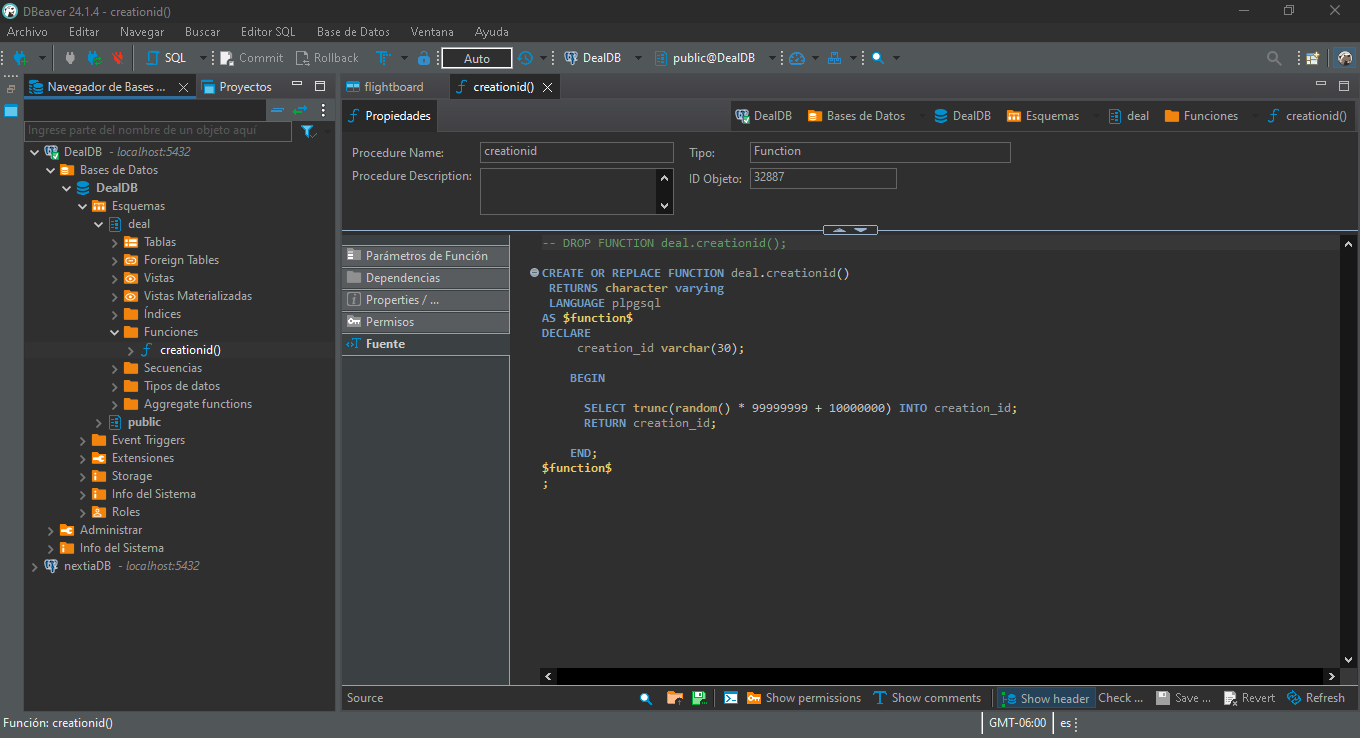 DBeaver 24.1.4 - creationid()
Archivo Editar Navegar Buscar Editor SQL Base de Datos Ventana Ayuda
SQL Commit Rollback Auto DealDB public@DealDB
Navegador de Bases ... Proyectos
flightboard creationid()
Ingrese parte del nombre de un objeto aquí
DealDB - localhost:5432
Bases de Datos
DealDB
Esquemas
deal
Tablas
Foreign Tables
Vistas
Vistas Materializadas
Índices
Funciones
creationid()
Secuencias
Tipos de datos
Aggregate functions
public
Event Triggers
Extensiones
Storage
Info del Sistema
Roles
Administrar
Info del Sistema
nextiaDB - localhost:5432
Propiedades
DealDB Bases de Datos DealDB Esquemas deal Funciones creationid()
Procedure Name: creationid Tipo: Function
Procedure Description: ID Objeto: 32887
Parámetros de Función
Dependencias
Properties / ...
Permisos
Fuente
-- DROP FUNCTION deal.creationid();
CREATE OR REPLACE FUNCTION deal.creationid()
RETURNS character varying
LANGUAGE plpgsql
AS $function$
DECLARE
creation_id varchar(30);
BEGIN
SELECT trunc(random() * 99999999 + 10000000) INTO creation_id;
RETURN creation_id;
END;
$function$
;
Source Show permissions Show comments Show header Check ... Save ... Revert Refresh
Función: creationid() GMT-06:00 es